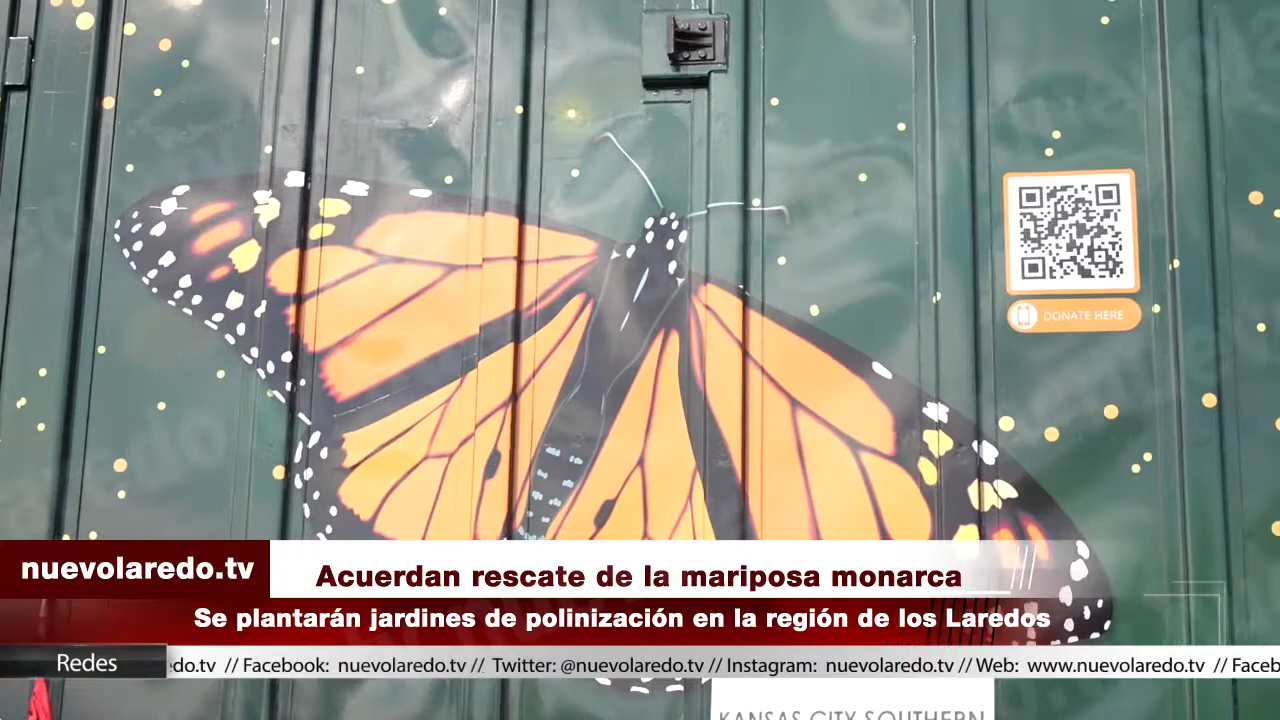 DONATE HERE
nuevolaredo.tv
Acuerdan rescate de la mariposa monarca
Se plantarán jardines de polinización en la región de los Laredos
Redes
edo.tv // Facebook: nuevolaredo.tv // Twitter: @nuevolaredo.tv // Instagram: nuevolaredo.tv // Web: www.nuevolaredo.tv // Faceb
KANSAS CITY SOUTHERN